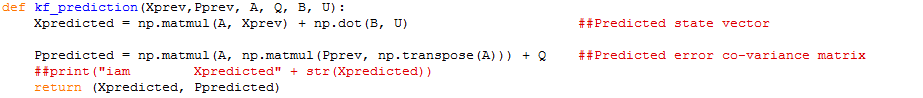 def kf_prediction(Xprev,Pprev, A, Q, B, U):
    Xpredicted = np.matmul(A, Xprev) + np.dot(B, U)                      ##Predicted state vector
    Ppredicted = np.matmul(A, np.matmul(Pprev, np.transpose(A))) + Q    ##Predicted error co-variance matrix
    ##print("iam        Xpredicted" + str(Xpredicted))
    return (Xpredicted, Ppredicted)